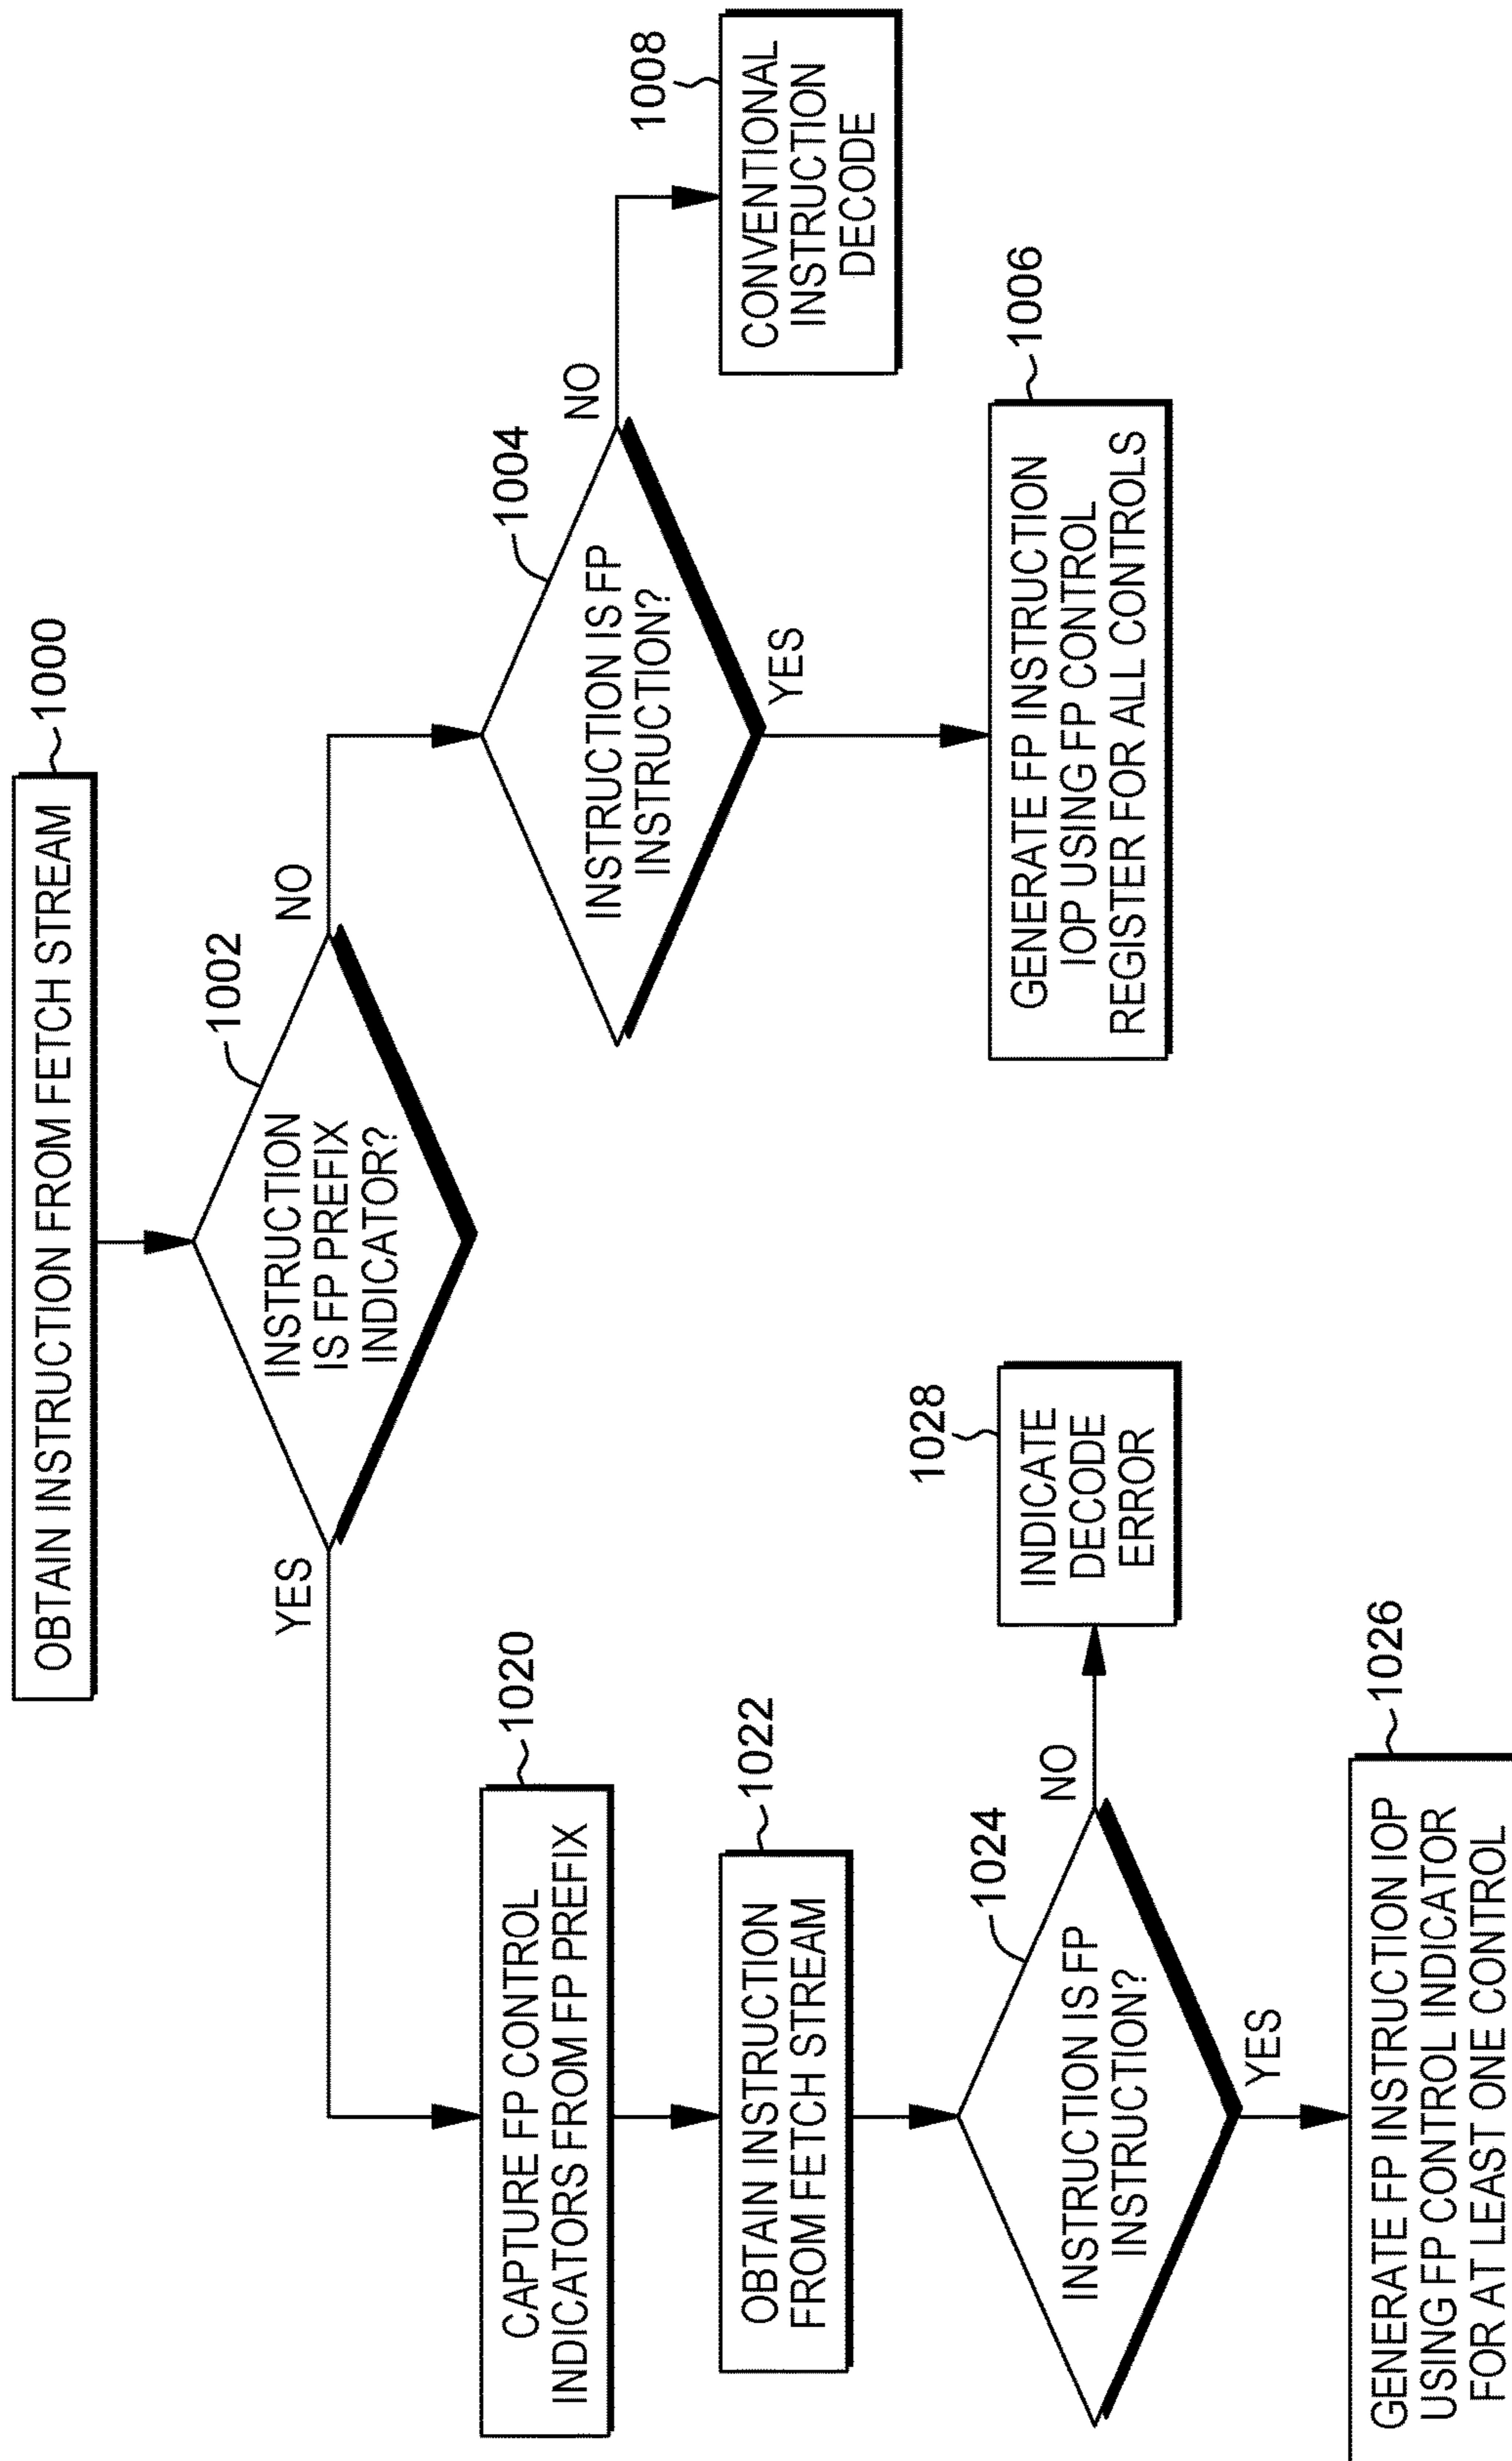 OBTAIN INSTRUCTION FROM FETCH STREAM
1000
INSTRUCTION
IS FP PREFIX
INDICATOR?
1002
YES
NO
CAPTURE FP CONTROL
INDICATORS FROM FP PREFIX
1020
OBTAIN INSTRUCTION
FROM FETCH STREAM
1022
INSTRUCTION IS FP
INSTRUCTION?
1024
NO
INDICATE
DECODE
ERROR
1028
YES
GENERATE FP INSTRUCTION IOP
USING FP CONTROL INDICATOR
FOR AT LEAST ONE CONTROL
1026
INSTRUCTION IS FP
INSTRUCTION?
1004
NO
CONVENTIONAL
INSTRUCTION
DECODE
1008
YES
GENERATE FP INSTRUCTION
IOP USING FP CONTROL
REGISTER FOR ALL CONTROLS
1006